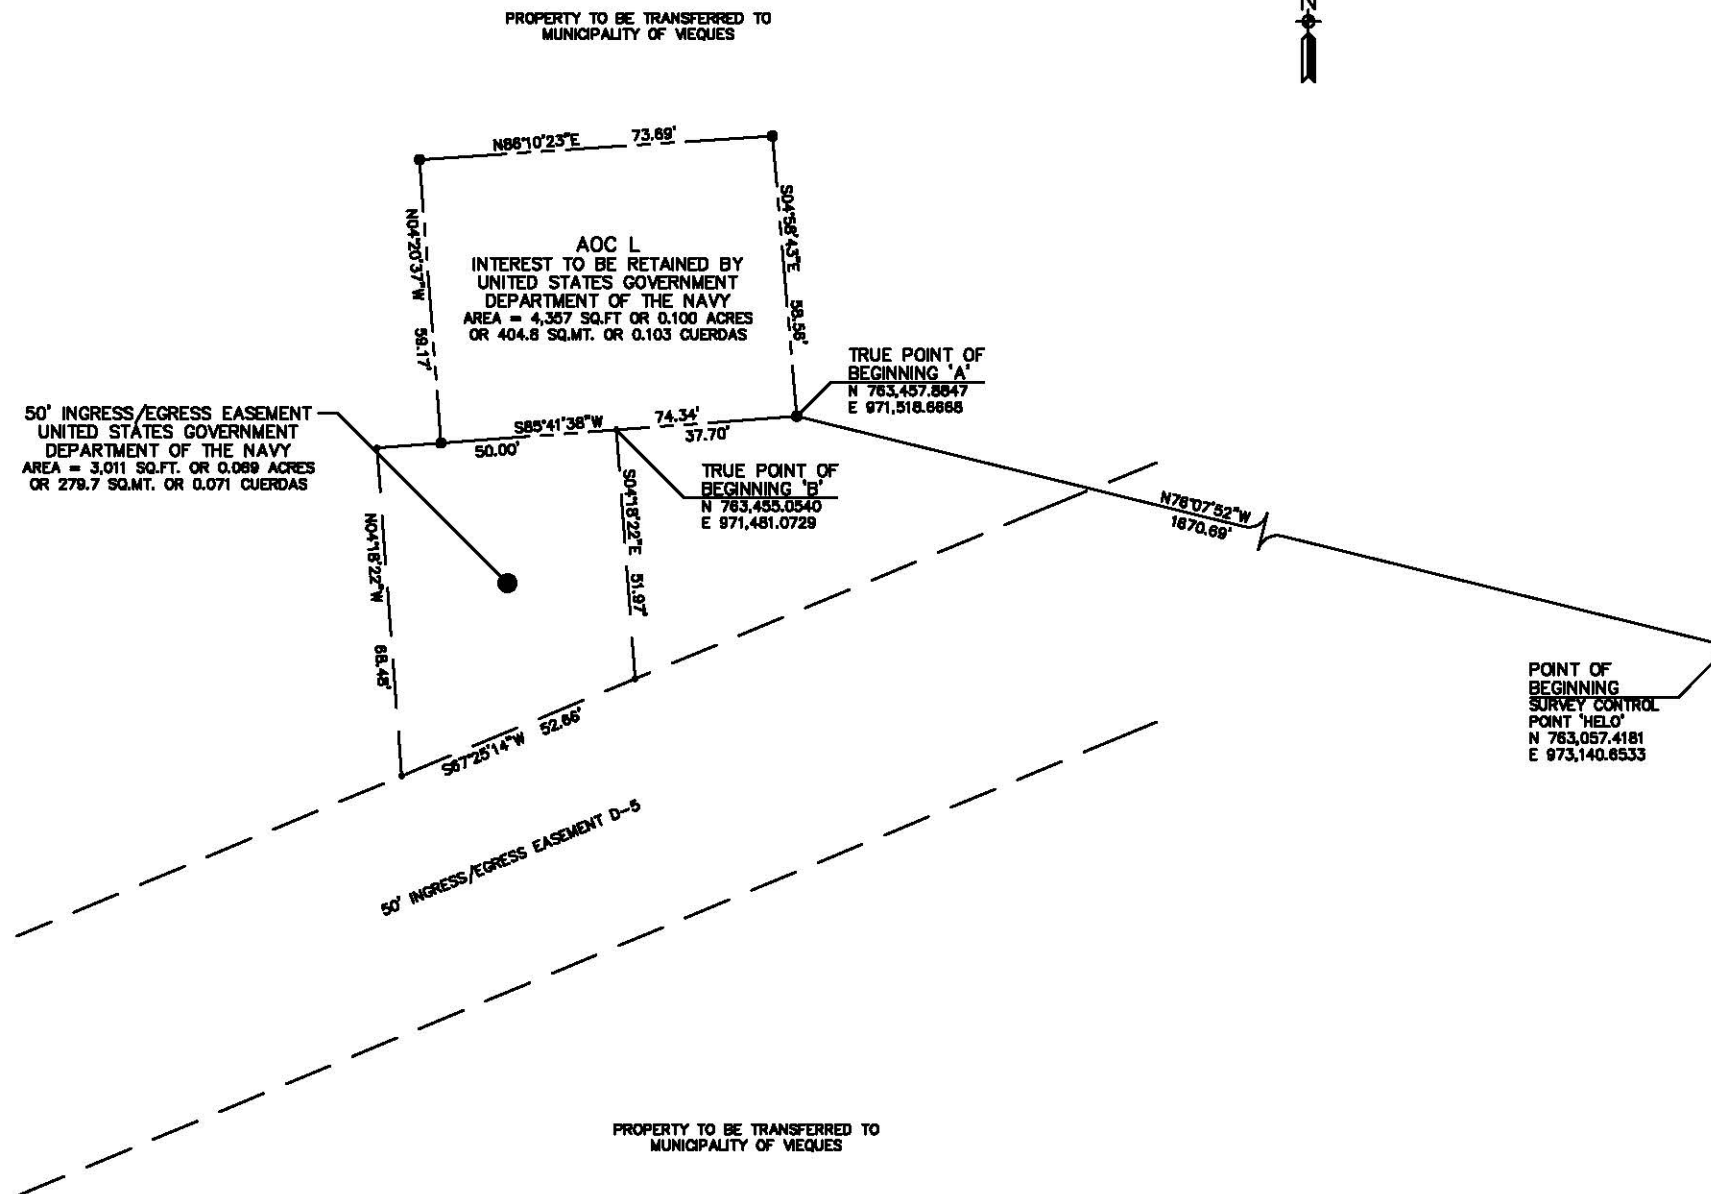 PROPERTY TO BE TRANSFERRED TO
MUNICIPALITY OF VIEQUES
N
N86°10'23"E 73.69'
N04°20'37"W 59.17'
S04°58'43"E 58.56'
AOC L
INTEREST TO BE RETAINED BY
UNITED STATES GOVERNMENT
DEPARTMENT OF THE NAVY
AREA = 4,357 SQ.FT OR 0.100 ACRES
OR 404.8 SQ.MT. OR 0.103 CUERDAS
TRUE POINT OF
BEGINNING 'A'
N 763,457.8847
E 971,518.6668
50' INGRESS/EGRESS EASEMENT
UNITED STATES GOVERNMENT
DEPARTMENT OF THE NAVY
AREA = 3,011 SQ.FT. OR 0.069 ACRES
OR 279.7 SQ.MT. OR 0.071 CUERDAS
S85°41'38"W 74.34'
50.00' 37.70'
TRUE POINT OF
BEGINNING 'B'
N 763,455.0540
E 971,481.0729
N04°18'22"W 68.48'
S04°18'22"E 51.97'
N76°07'52"W
1670.69'
S67°25'14"W 52.66'
POINT OF
BEGINNING
SURVEY CONTROL
POINT 'HELO'
N 763,057.4181
E 973,140.6533
50' INGRESS/EGRESS EASEMENT D-5
PROPERTY TO BE TRANSFERRED TO
MUNICIPALITY OF VIEQUES